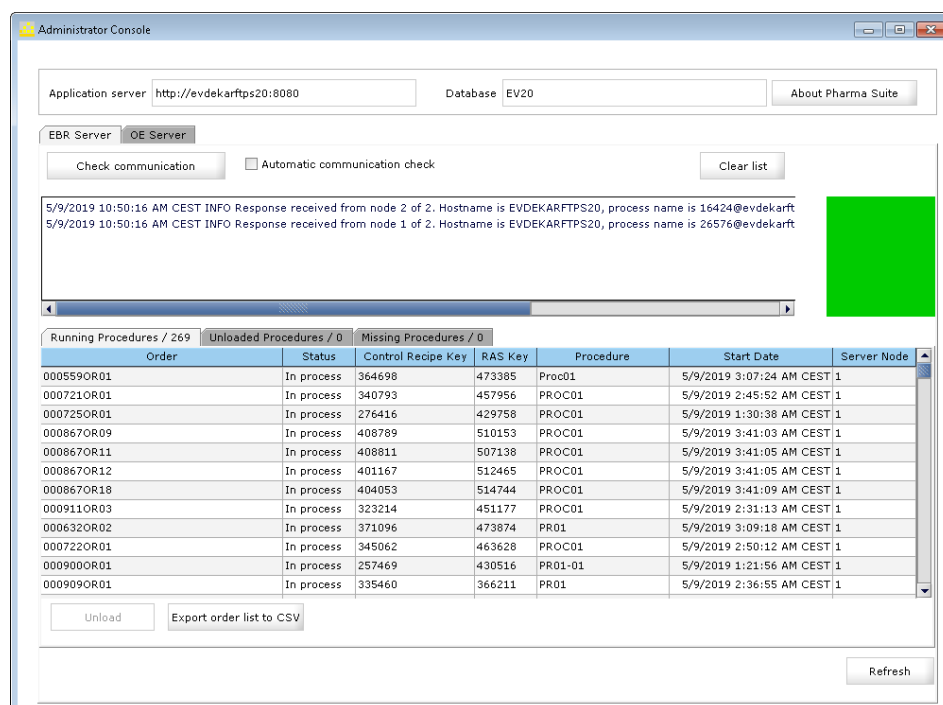 Administrator Console
Application server http://evdekarftps20:8080 Database EV20 About Pharma Suite
EBR Server OE Server
Check communication Automatic communication check Clear list
5/9/2019 10:50:16 AM CEST INFO Response received from node 2 of 2. Hostname is EVDEKARFTPS20, process name is 16424@evdekarft
5/9/2019 10:50:16 AM CEST INFO Response received from node 1 of 2. Hostname is EVDEKARFTPS20, process name is 26576@evdekarft
Running Procedures / 269 Unloaded Procedures / 0 Missing Procedures / 0
Order Status Control Recipe Key RAS Key Procedure Start Date Server Node
000559OR01 In process 364698 473385 Proc01 5/9/2019 3:07:24 AM CEST 1
000721OR01 In process 340793 457956 PROC01 5/9/2019 2:45:52 AM CEST 1
000725OR01 In process 276416 429758 PROC01 5/9/2019 1:30:38 AM CEST 1
000867OR09 In process 408789 510153 PROC01 5/9/2019 3:41:03 AM CEST 1
000867OR11 In process 408811 507138 PROC01 5/9/2019 3:41:05 AM CEST 1
000867OR12 In process 401167 512465 PROC01 5/9/2019 3:41:05 AM CEST 1
000867OR18 In process 404053 514744 PROC01 5/9/2019 3:41:09 AM CEST 1
000911OR03 In process 323214 451177 PROC01 5/9/2019 2:31:13 AM CEST 1
000632OR02 In process 371096 473874 PR01 5/9/2019 3:09:18 AM CEST 1
000722OR01 In process 345062 463628 PROC01 5/9/2019 2:50:12 AM CEST 1
000900OR01 In process 257469 430516 PR01-01 5/9/2019 1:21:56 AM CEST 1
000909OR01 In process 335460 366211 PR01 5/9/2019 2:36:55 AM CEST 1
Unload Export order list to CSV
Refresh